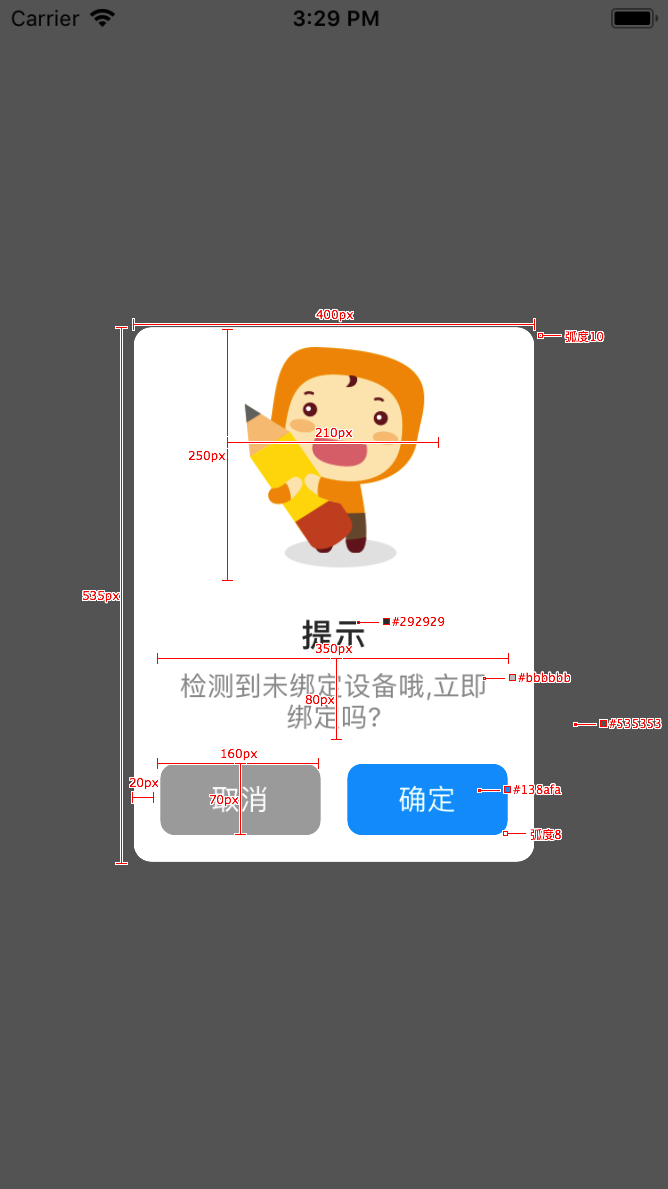 Carrier 3:29 PM
400px
弧度10
210px
250px
535px
提示
#292929
350px
检测到未绑定设备哦,立即
#bbbbbb
80px
绑定吗?
#535353
160px
20px
取消
70px
确定
#138afa
弧度8